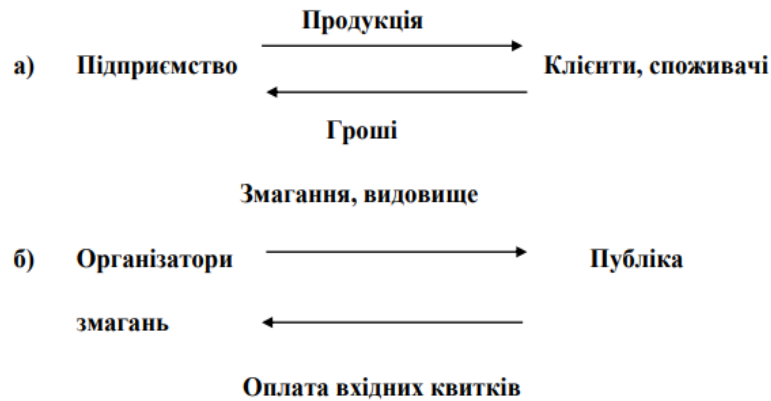 Продукція
а) Підприємство Клієнти, споживачі
Гроші
Змагання, видовище
б) Організатори Публіка
змагань
Оплата вхідних квитків